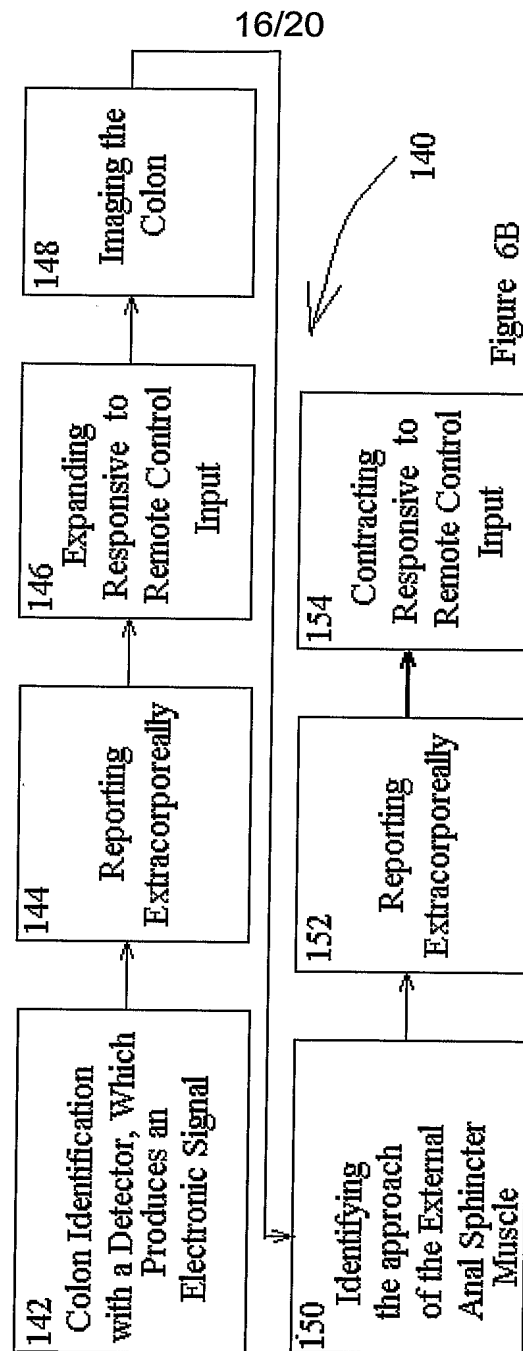 16/20
142
Colon Identification
with a Detector, Which
Produces an
Electronic Signal
144
Reporting
Extracorporeally
146
Expanding
Responsive to
Remote Control
Input
148
Imaging the
Colon
150
Identifying
the approach
of the External
Anal Sphincter
Muscle
152
Reporting
Extracorporeally
154
Contracting
Responsive to
Remote Control
Input
140
Figure 6B